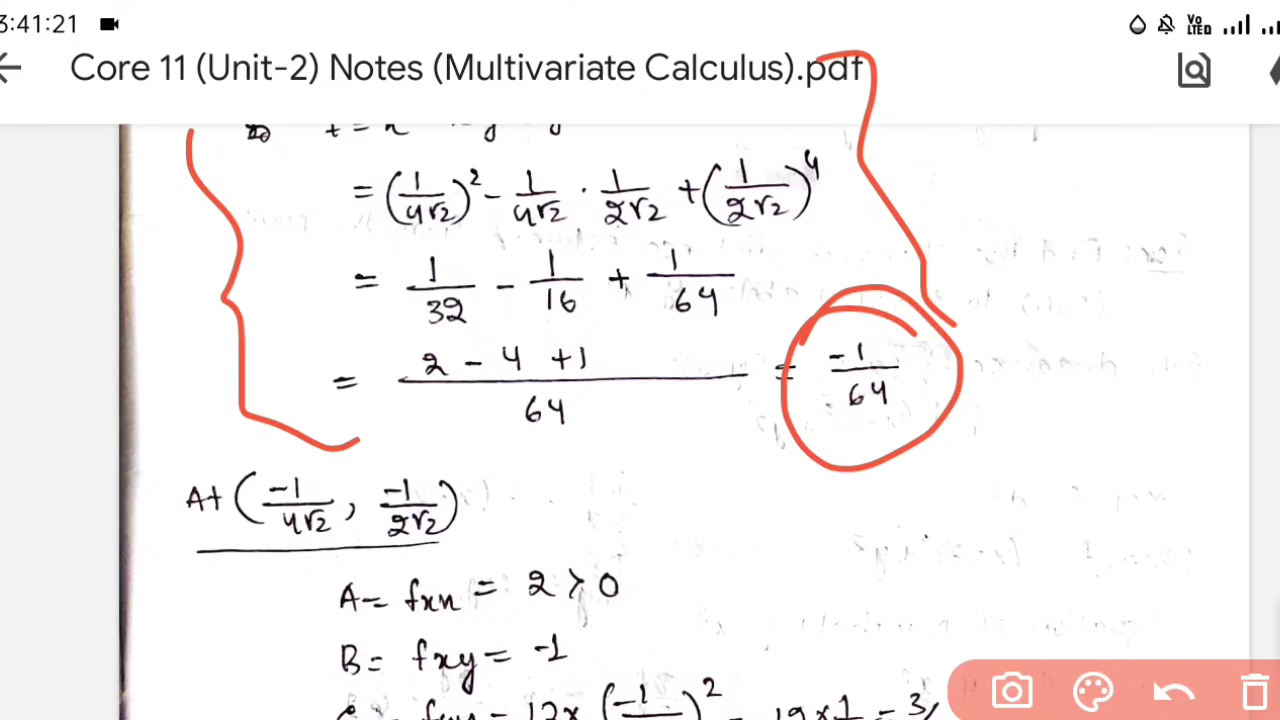 3:41:21
Vo LTED
Core 11 (Unit-2) Notes (Multivariate Calculus).pdf
= (1/4√2)² - 1/4√2 · 1/2√2 + (1/2√2)⁴
= 1/32 - 1/16 + 1/64
= 2 - 4 + 1 / 64 = -1/64
At (-1/4√2, -1/2√2)
A = fxx = 2 > 0
B = fxy = -1